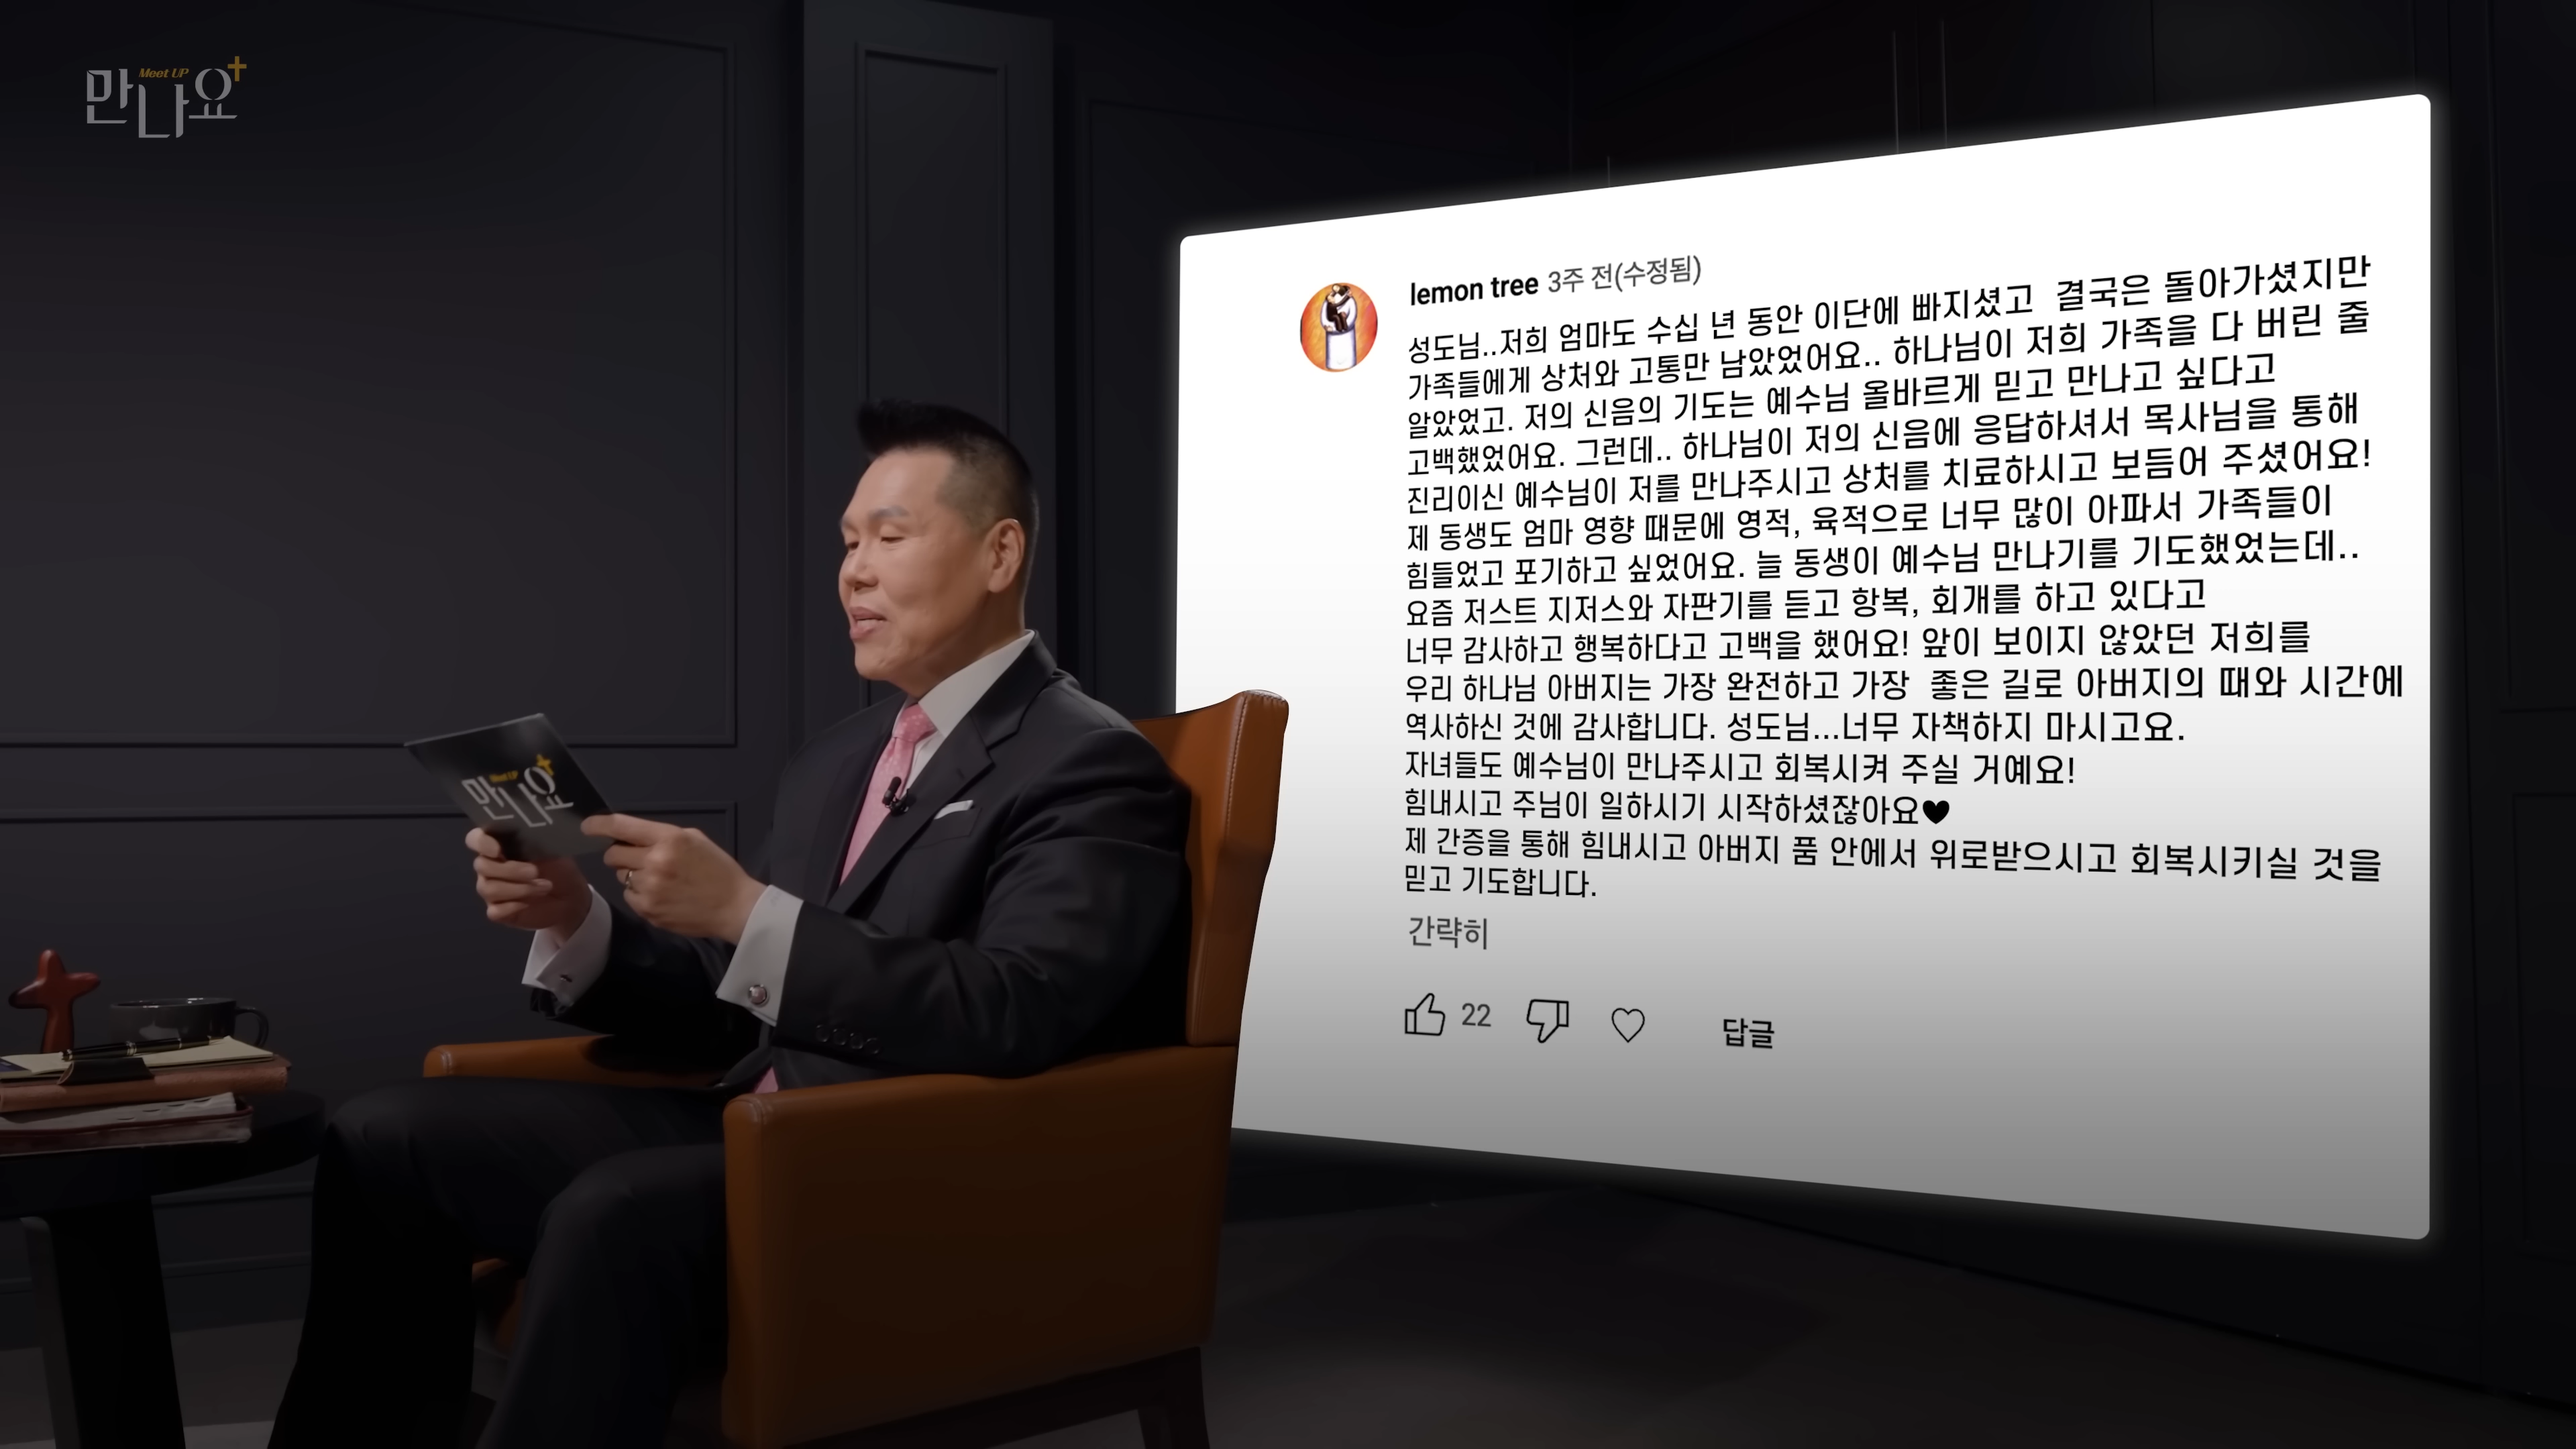 Meet UP
만나요
lemon tree 3주 전(수정됨)
성도님..저희 엄마도 수십 년 동안 이단에 빠지셨고 결국은 돌아가셨지만
가족들에게 상처와 고통만 남았었어요.. 하나님이 저희 가족을 다 버린 줄
알았었고. 저의 신음의 기도는 예수님 올바르게 믿고 만나고 싶다고
고백했었어요. 그런데.. 하나님이 저의 신음에 응답하셔서 목사님을 통해
진리이신 예수님이 저를 만나주시고 상처를 치료하시고 보듬어 주셨어요!
제 동생도 엄마 영향 때문에 영적, 육적으로 너무 많이 아파서 가족들이
힘들었고 포기하고 싶었어요. 늘 동생이 예수님 만나기를 기도했었는데..
요즘 저스트 지저스와 자판기를 듣고 항복, 회개를 하고 있다고
너무 감사하고 행복하다고 고백을 했어요! 앞이 보이지 않았던 저희를
우리 하나님 아버지는 가장 완전하고 가장 좋은 길로 아버지의 때와 시간에
역사하신 것에 감사합니다. 성도님...너무 자책하지 마시고요.
자녀들도 예수님이 만나주시고 회복시켜 주실 거예요!
힘내시고 주님이 일하시기 시작하셨잖아요♥
제 간증을 통해 힘내시고 아버지 품 안에서 위로받으시고 회복시키실 것을
믿고 기도합니다.
간략히
22 답글
Meet UP
만나요